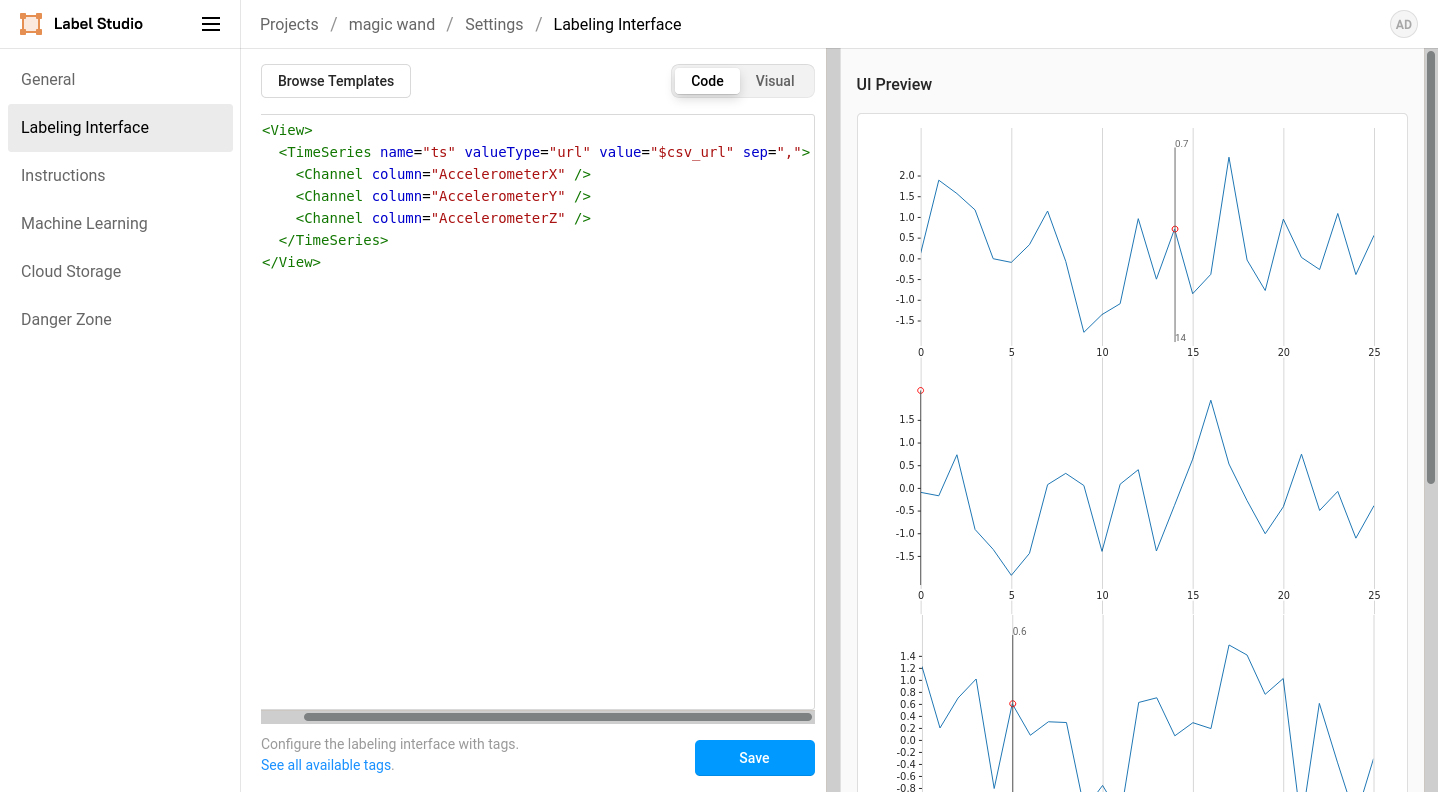 Label Studio
Projects / magic wand / Settings / Labeling Interface
AD
General
Labeling Interface
Instructions
Machine Learning
Cloud Storage
Danger Zone
Browse Templates
Code
Visual
<View>
<TimeSeries name="ts" valueType="url" value="$csv_url" sep=",">
<Channel column="AccelerometerX" />
<Channel column="AccelerometerY" />
<Channel column="AccelerometerZ" />
</TimeSeries>
</View>
Configure the labeling interface with tags.
See all available tags.
Save
UI Preview
0.7
2.0
1.5
1.0
0.5
0.0
-0.5
-1.0
-1.5
14
0 5 10 15 20 25
1.5
1.0
0.5
0.0
-0.5
-1.0
-1.5
0 5 10 15 20 25
0.6
1.4
1.2
1.0
0.8
0.6
0.4
0.2
0.0
-0.2
-0.4
-0.6
-0.8